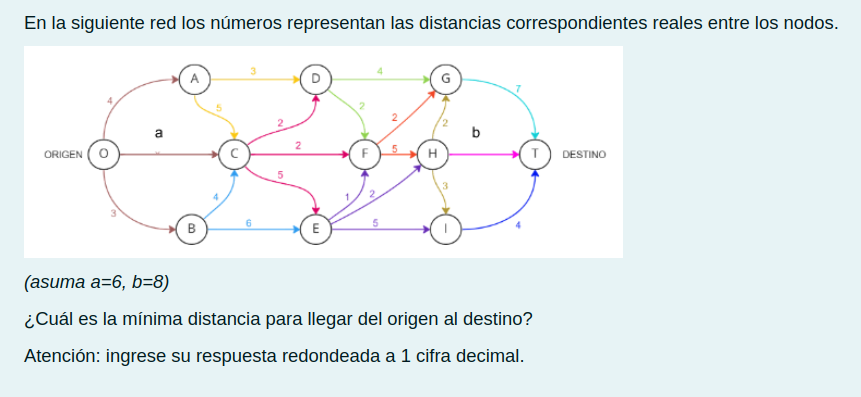 En la siguiente red los números representan las distancias correspondientes reales entre los nodos.
A 3 D 4 G
4 5 2 7
a 2 2 2 b
ORIGEN O C 2 F 5 H T DESTINO
5
3 4 1 2 3
B 6 E 5 I 4
(asuma a=6, b=8)
¿Cuál es la mínima distancia para llegar del origen al destino?
Atención: ingrese su respuesta redondeada a 1 cifra decimal.